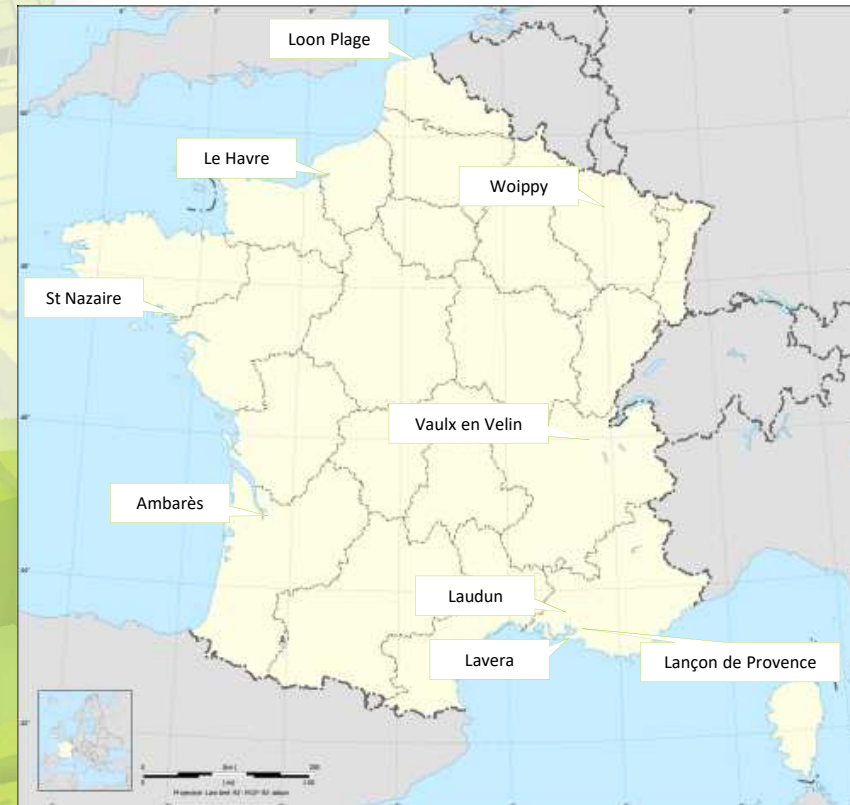 Loon Plage
Le Havre
Woippy
St Nazaire
Vaulx en Velin
Ambarès
Laudun
Lavera
Lançon de Provence